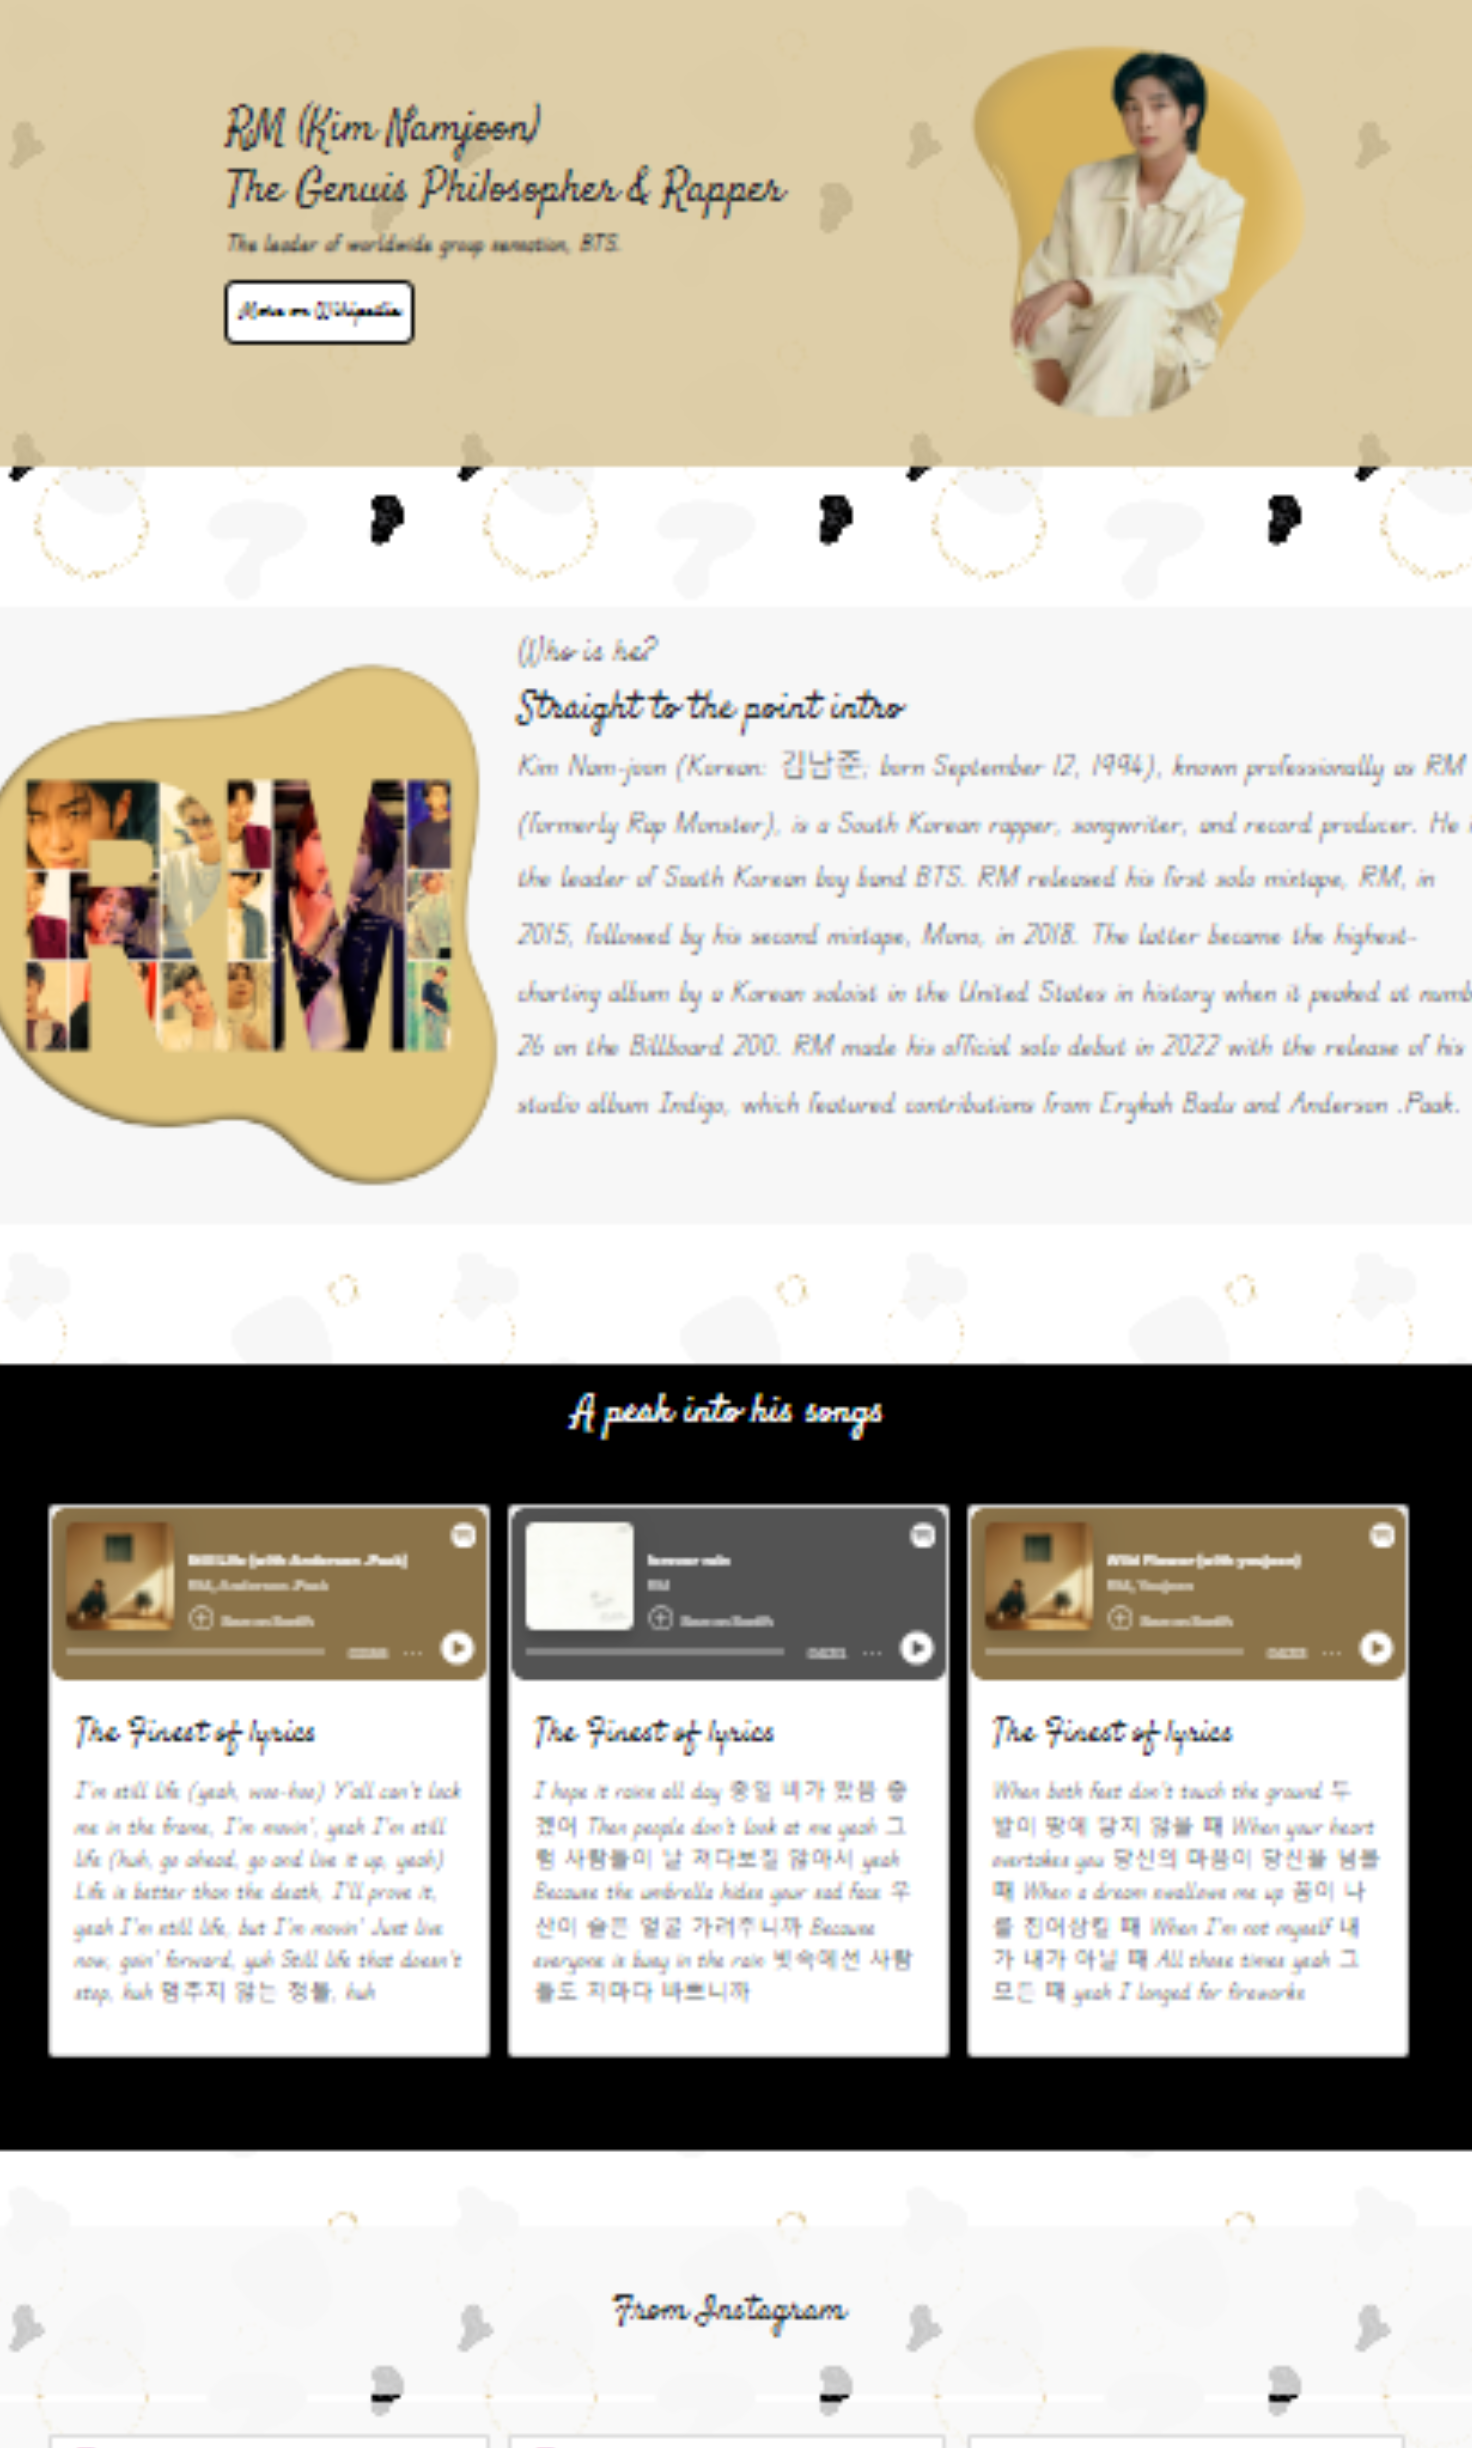 RM (Kim Namjoon)
The Genuis Philosopher & Rapper
The leader of worldwide group sensation, BTS.
More on Wikipedia
Who is he?
Straight to the point intro
Kim Nam-joon (Korean: 김남준; born September 12, 1994), known professionally as RM
(formerly Rap Monster), is a South Korean rapper, songwriter, and record producer. He
the leader of South Korean boy band BTS. RM released his first solo mixtape, RM, in
2015, followed by his second mixtape, Mono, in 2018. The latter became the highest-
charting album by a Korean soloist in the United States in history when it peaked at numb
26 on the Billboard 200. RM made his official solo debut in 2022 with the release of his
studio album Indigo, which featured contributions from Erykah Badu and Anderson .Paak.
RM
A peak into his songs
Still Life (with Anderson .Paak)
RM, Anderson .Paak
Save on Spotify
The Finest of lyrics
I'm still life (yeah, woo-hoo) Y'all can't lock
me in the frame, I'm movin', yeah I'm still
life (huh, go ahead, go and live it up, yeah)
Life is better than the death, I'll prove it,
yeah I'm still life, but I'm movin' Just live
now, goin' forward, yuh Still life that doesn't
stop, huh 멈추지 않는 정물, huh
forever rain
RM
Save on Spotify
The Finest of lyrics
I hope it rains all day 종일 비가 왔음 좋
겠어 Then people don't look at me yeah 그
럼 사람들이 날 쳐다보질 않아서 yeah
Because the umbrella hides your sad face 우
산이 슬픈 얼굴 가려주니까 Because
everyone is busy in the rain 빗속에선 사람
들도 지마다 바쁘니까
Wild Flower (with youjeen)
RM, Youjeen
Save on Spotify
The Finest of lyrics
When both feet don't touch the ground 두
발이 땅에 닿지 않을 때 When your heart
overtakes you 당신의 마음이 당신을 넘볼
때 When a dream swallows me up 꿈이 나
를 집어삼킬 때 When I'm not myself 내
가 내가 아닐 때 All those times yeah 그
모든 때 yeah I longed for fireworks
From Instagram